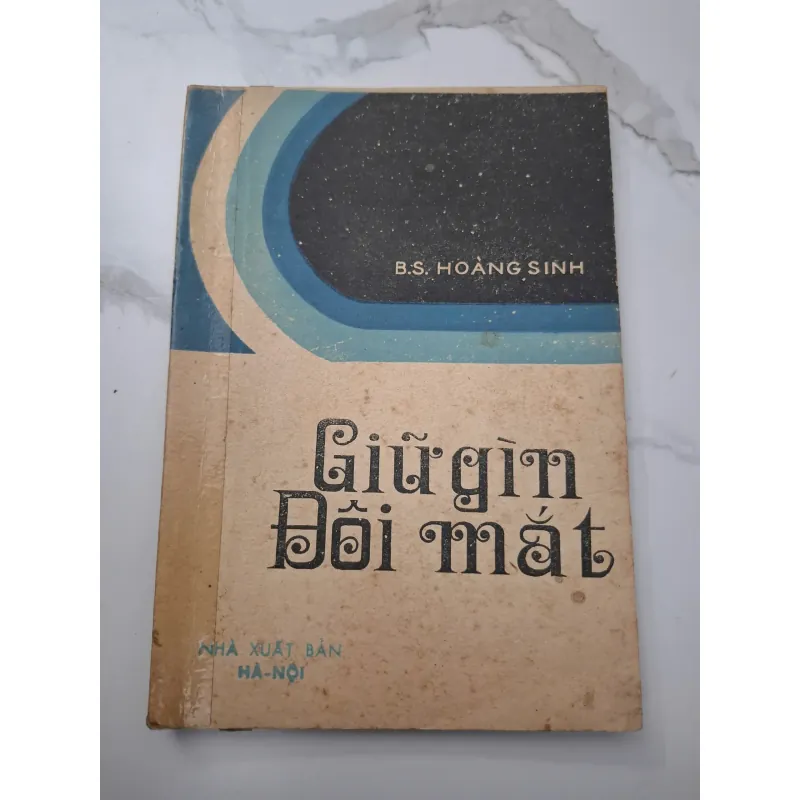 B.S. HOÀNG SINH
Giữ gìn
Đôi mắt
NHÀ XUẤT BẢN
HÀ-NỘI